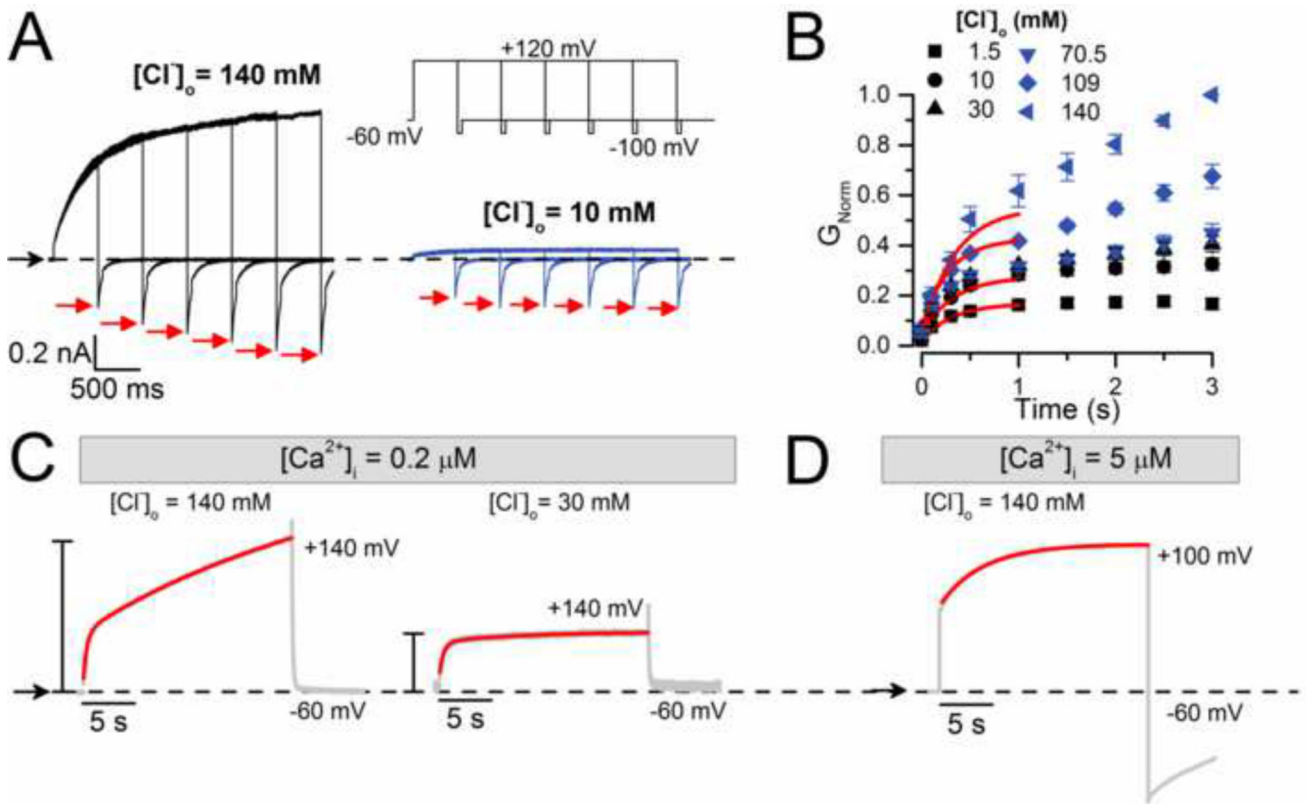 A
[Cl⁻]ₒ = 140 mM
+120 mV
-60 mV
-100 mV
[Cl⁻]ₒ = 10 mM
0.2 nA
500 ms
B
[Cl⁻]ₒ (mM)
1.5 70.5
10 109
30 140
G_Norm
1.0
0.8
0.6
0.4
0.2
0.0
0 1 2 3
Time (s)
C
[Ca²⁺]ᵢ = 0.2 µM
[Cl⁻]ₒ = 140 mM
[Cl⁻]ₒ = 30 mM
+140 mV
+140 mV
5 s
-60 mV
5 s
-60 mV
D
[Ca²⁺]ᵢ = 5 µM
[Cl⁻]ₒ = 140 mM
+100 mV
5 s
-60 mV